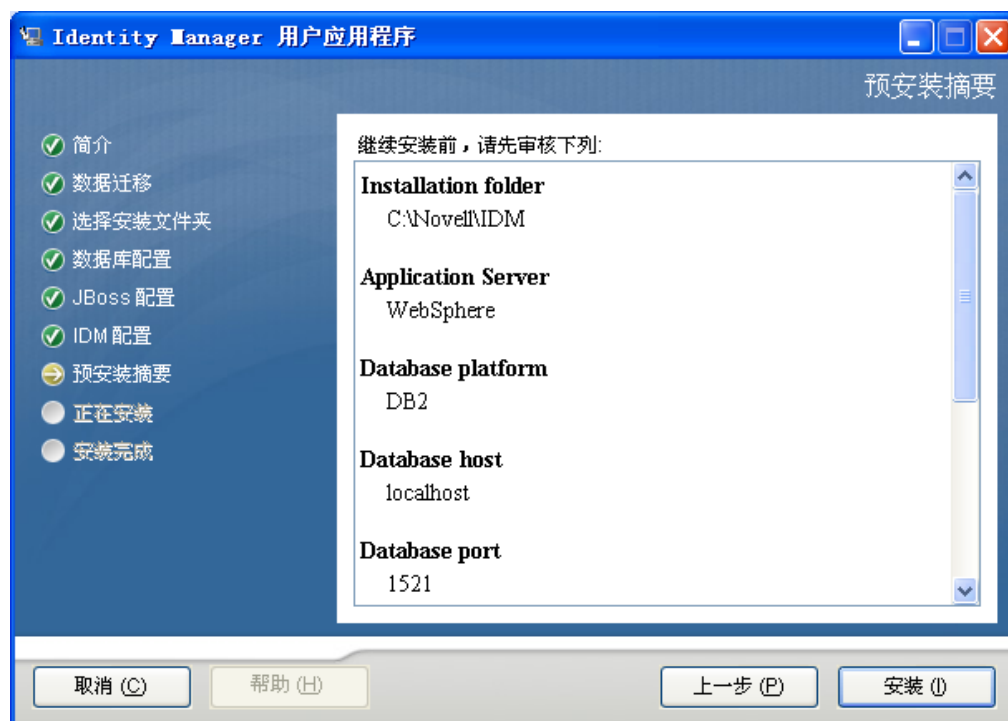 Identity Manager 用户应用程序
预安装摘要
简介
数据迁移
选择安装文件夹
数据库配置
JBoss 配置
IDM 配置
预安装摘要
正在安装
安装完成
继续安装前，请先审核下列:
Installation folder
C:\Novell\IDM
Application Server
WebSphere
Database platform
DB2
Database host
localhost
Database port
1521
取消 (C)
帮助 (H)
上一步 (P)
安装 (I)